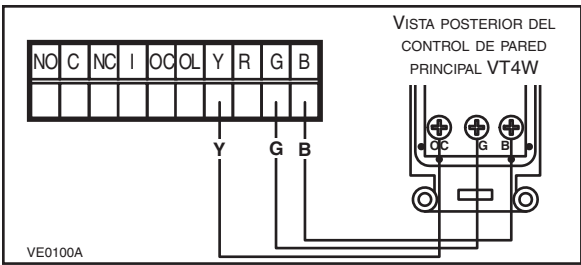 VISTA POSTERIOR DEL
CONTROL DE PARED
PRINCIPAL VT4W
NO C NC I OC OL Y R G B
OC G B
Y G B
VE0100A